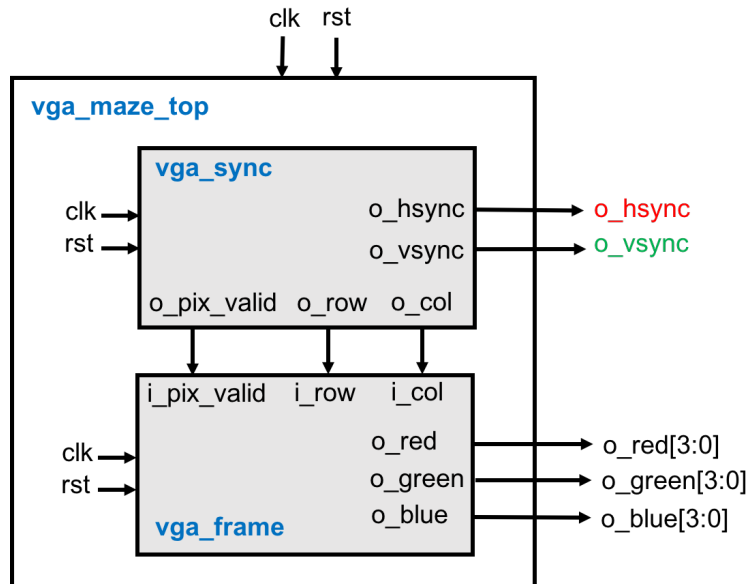 clk rst
vga_maze_top
vga_sync
clk
o_hsync
o_hsync
rst
o_vsync
o_vsync
o_pix_valid o_row o_col
i_pix_valid i_row i_col
o_red
o_red[3:0]
clk
o_green
o_green[3:0]
rst
o_blue
o_blue[3:0]
vga_frame